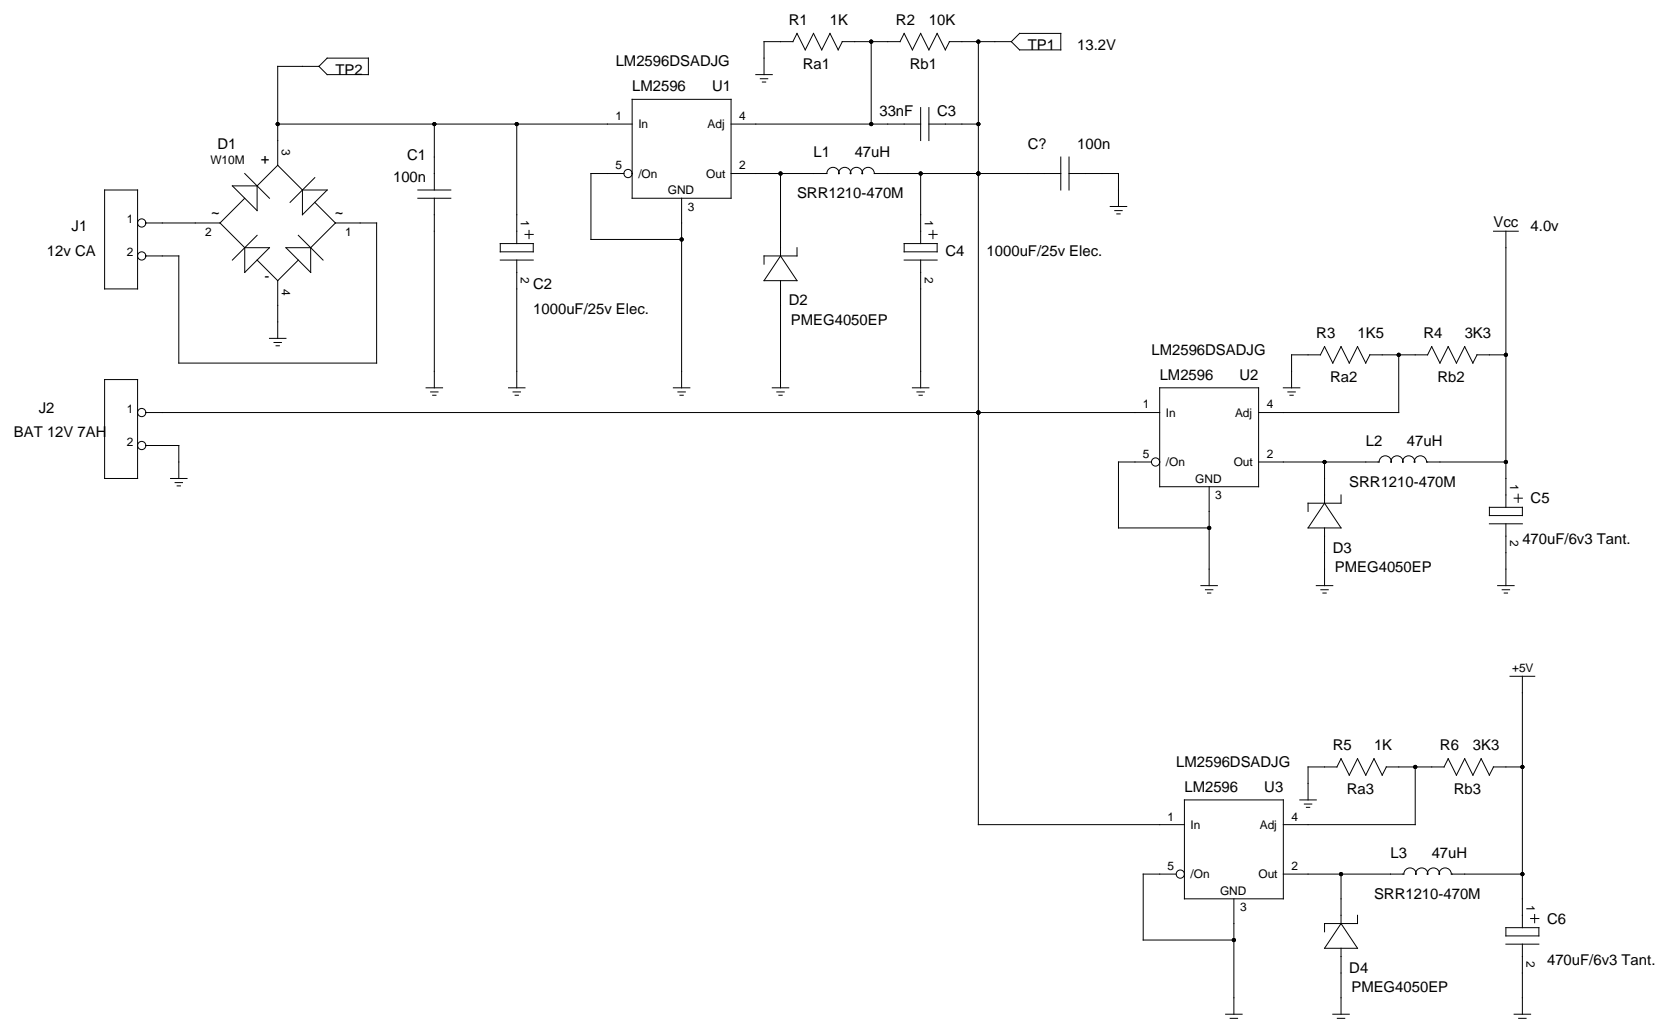 R1 1K R2 10K
TP1 13.2V
Ra1 Rb1
TP2
LM2596DSADJG
LM2596 U1
33nF C3
1 In Adj 4
5 /On Out 2
GND
3
D1
W10M
+
3
~ ~
2 1
-
4
C1
100n
L1 47uH
SRR1210-470M
C? 100n
J1
12v CA
1
2
1 +
2 C2
1000uF/25v Elec.
D2
PMEG4050EP
1 +
C4 1000uF/25v Elec.
2
Vcc 4.0v
J2
BAT 12V 7AH
1
2
R3 1K5 R4 3K3
Ra2 Rb2
LM2596DSADJG
LM2596 U2
1 In Adj 4
5 /On Out 2
GND
3
L2 47uH
SRR1210-470M
1 + C5
2 470uF/6v3 Tant.
D3
PMEG4050EP
+5V
R5 1K R6 3K3
Ra3 Rb3
LM2596DSADJG
LM2596 U3
1 In Adj 4
5 /On Out 2
GND
3
L3 47uH
SRR1210-470M
1 + C6
2 470uF/6v3 Tant.
D4
PMEG4050EP